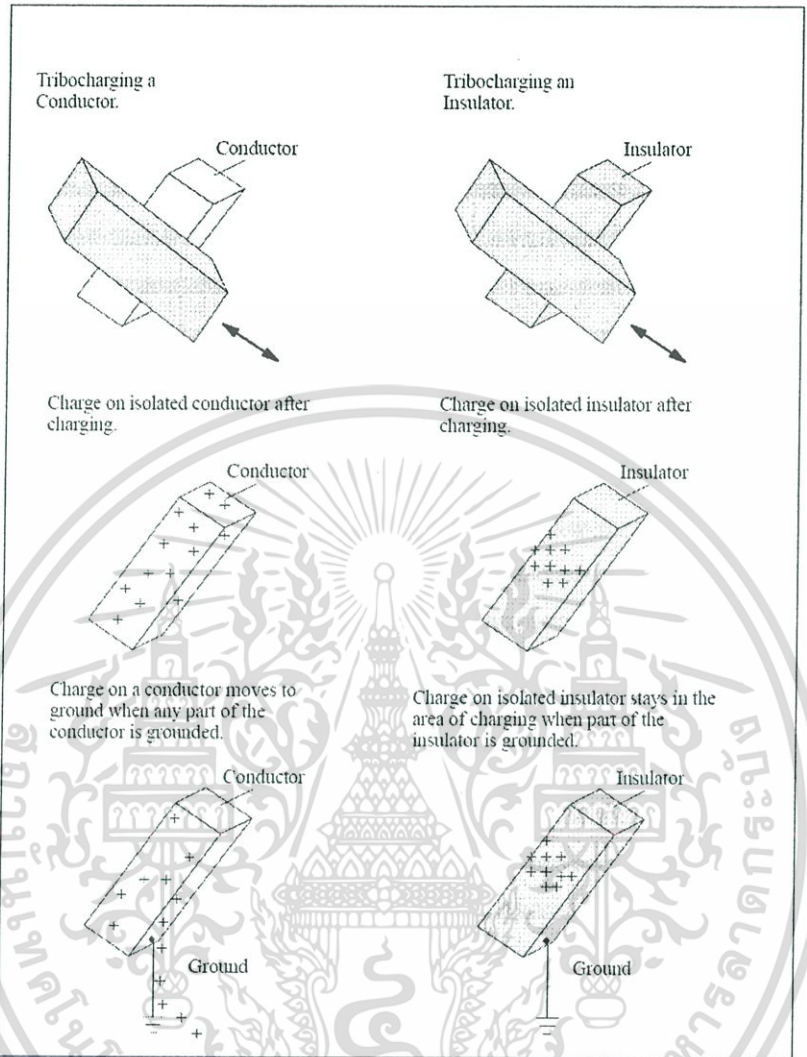 Tribocharging a
Conductor.
Conductor
Tribocharging an
Insulator.
Insulator
Charge on isolated conductor after
charging.
Conductor
Charge on isolated insulator after
charging.
Insulator
Charge on a conductor moves to
ground when any part of the
conductor is grounded.
Conductor
Ground
Charge on isolated insulator stays in the
area of charging when part of the
insulator is grounded.
Insulator
Ground